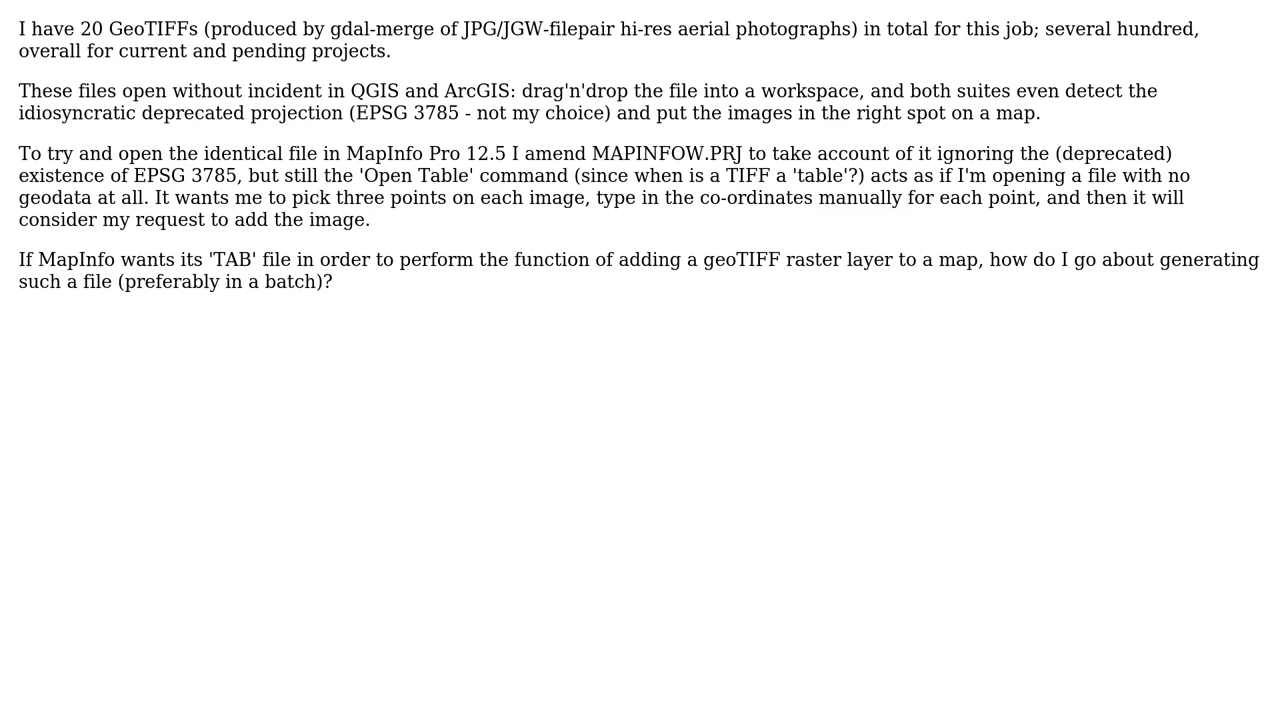 I have 20 GeoTIFFs (produced by gdal-merge of JPG/JGW-filepair hi-res aerial photographs) in total for this job; several hundred,
overall for current and pending projects.
These files open without incident in QGIS and ArcGIS: drag'n'drop the file into a workspace, and both suites even detect the
idiosyncratic deprecated projection (EPSG 3785 - not my choice) and put the images in the right spot on a map.
To try and open the identical file in MapInfo Pro 12.5 I amend MAPINFOW.PRJ to take account of it ignoring the (deprecated)
existence of EPSG 3785, but still the 'Open Table' command (since when is a TIFF a 'table'?) acts as if I'm opening a file with no
geodata at all. It wants me to pick three points on each image, type in the co-ordinates manually for each point, and then it will
consider my request to add the image.
If MapInfo wants its 'TAB' file in order to perform the function of adding a geoTIFF raster layer to a map, how do I go about generating
such a file (preferably in a batch)?